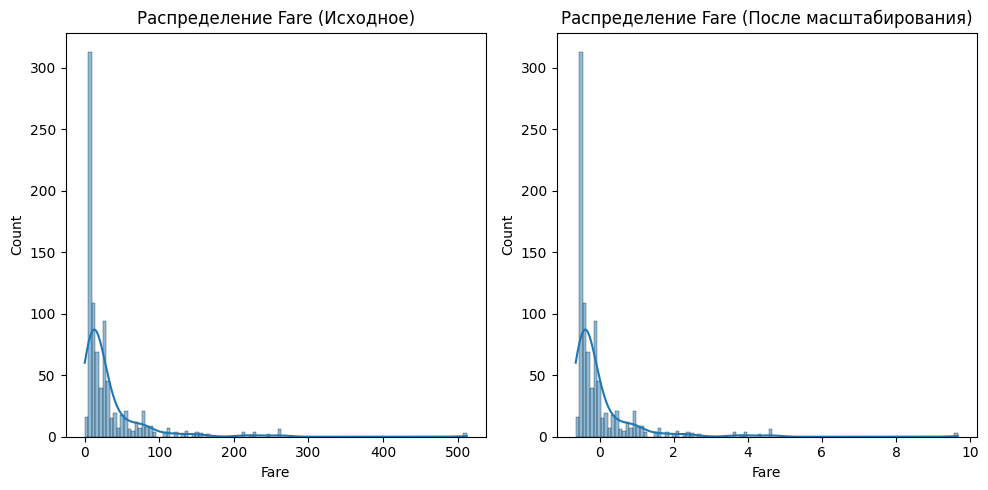 Распределение Fare (Исходное)
300
250
200
150
100
50
0
Count
0 100 200 300 400 500
Fare
Распределение Fare (После масштабирования)
300
250
200
150
100
50
0
Count
0 2 4 6 8 10
Fare